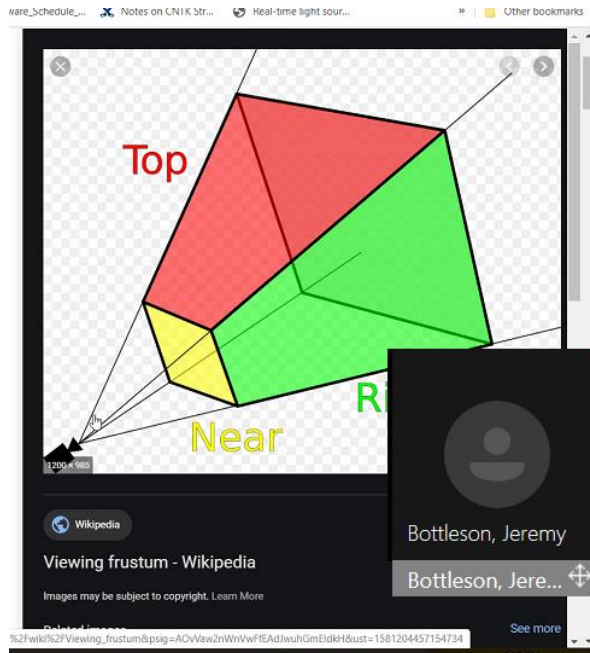 ware_Schedule_... Notes on CNTK Str... Real-time light sour... » Other bookmarks
Top
Ri
Near
1200 × 985
Wikipedia
Viewing frustum - Wikipedia
Images may be subject to copyright. Learn More
Bottleson, Jeremy
Bottleson, Jere...
See more
%2Fwiki%2FViewing_frustum&psig=AOvVaw2nWnVwFfEAdJwuhGmEldkH&ust=1581204457154734